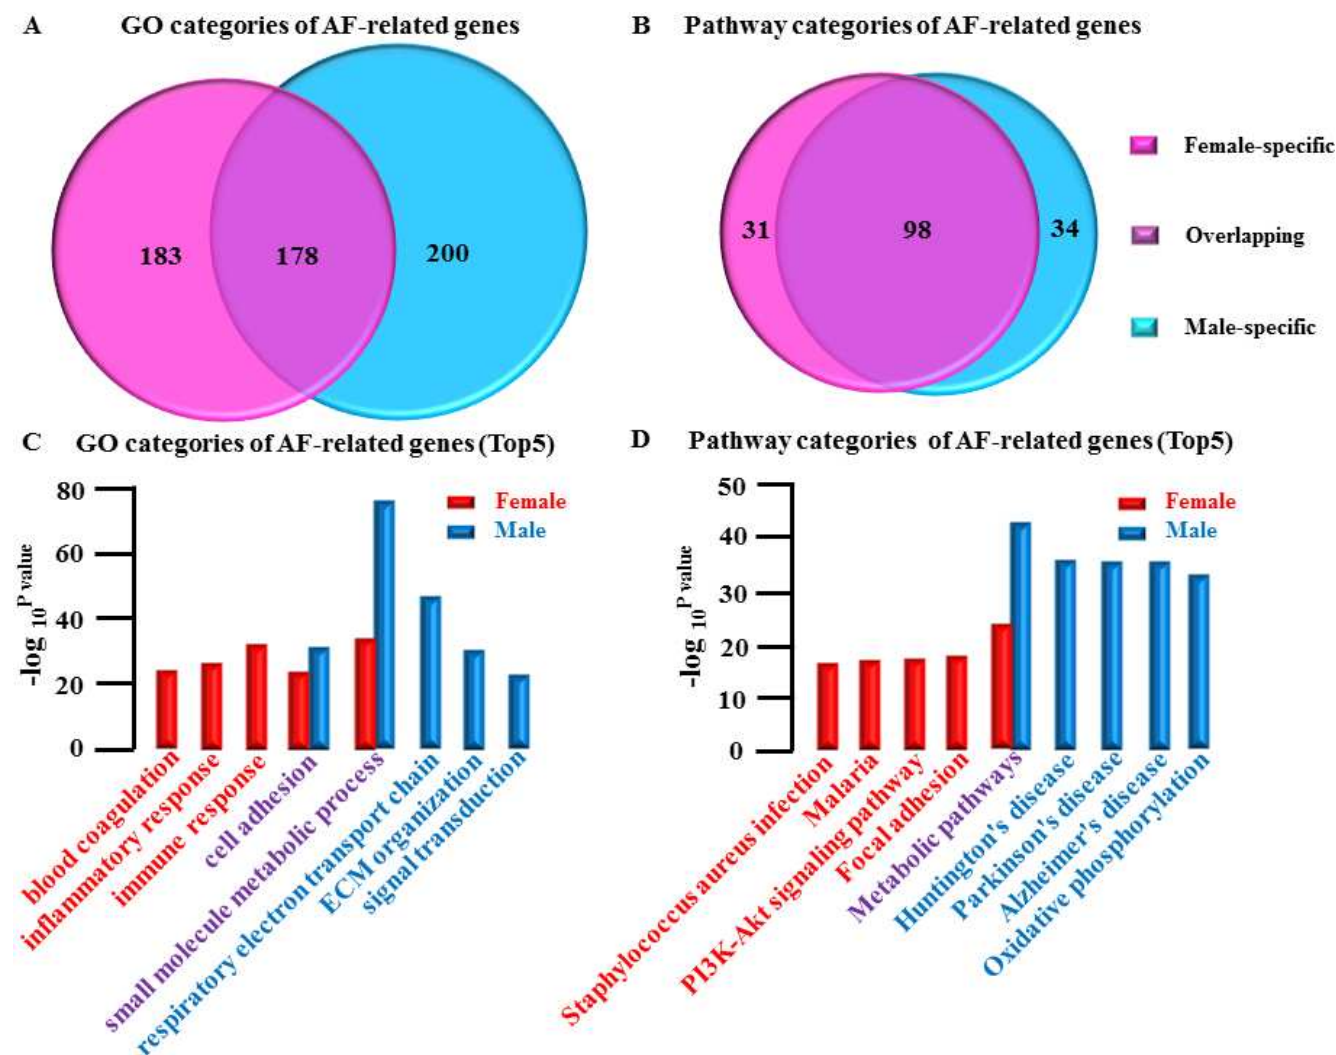 A GO categories of AF-related genes
B Pathway categories of AF-related genes
183
178
200
31
98
34
Female-specific
Overlapping
Male-specific
C GO categories of AF-related genes (Top5)
80
60
40
20
0
-log 10 P value
Female
Male
blood coagulation
inflammatory response
immune response
cell adhesion
small molecule metabolic process
respiratory electron transport chain
ECM organization
signal transduction
D Pathway categories of AF-related genes (Top5)
50
40
30
20
10
0
-log 10 P value
Female
Male
Staphylococcus aureus infection
Malaria
PI3K-Akt signaling pathway
Focal adhesion
Metabolic pathways
Huntington's disease
Parkinson's disease
Alzheimer's disease
Oxidative phosphorylation